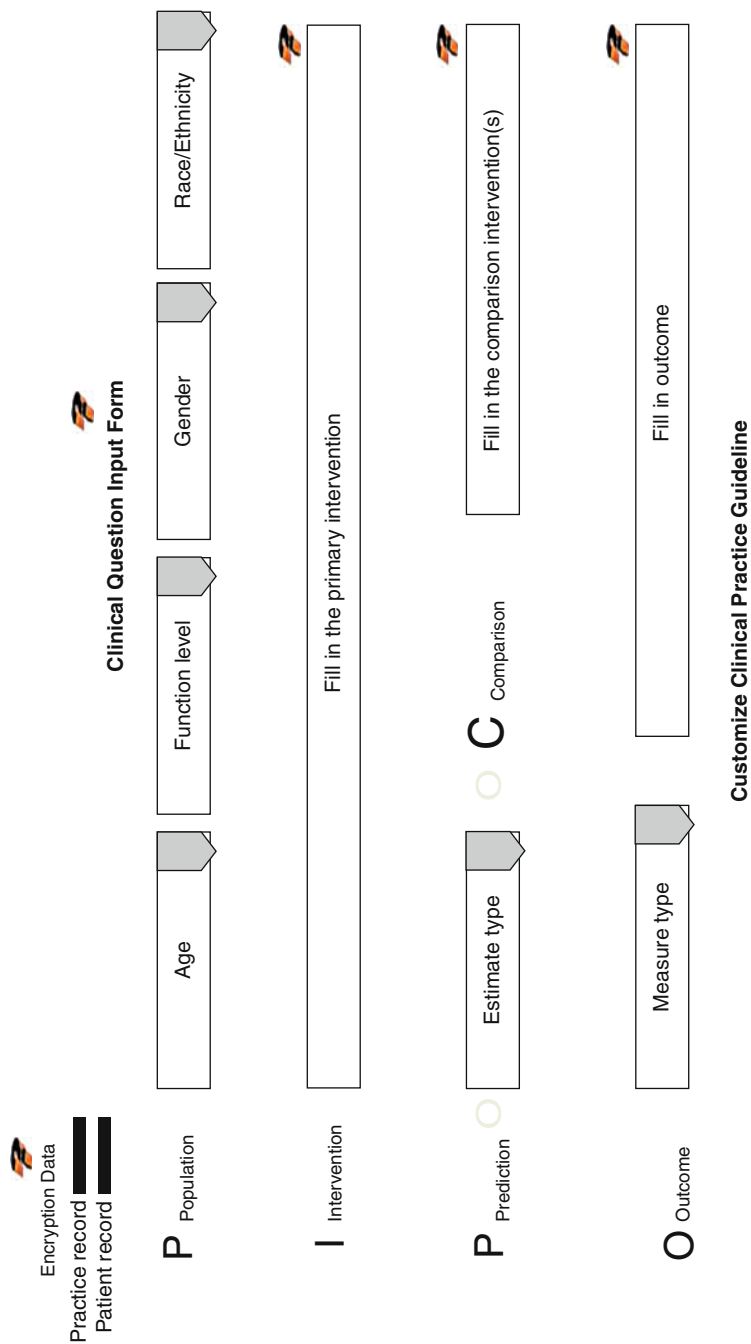 Encryption Data
Practice record
Patient record
Clinical Question Input Form
P Population
Age
Function level
Gender
Race/Ethnicity
I Intervention
Fill in the primary intervention
P Prediction
Estimate type
C Comparison
Fill in the comparison intervention(s)
O Outcome
Measure type
Fill in outcome
Customize Clinical Practice Guideline